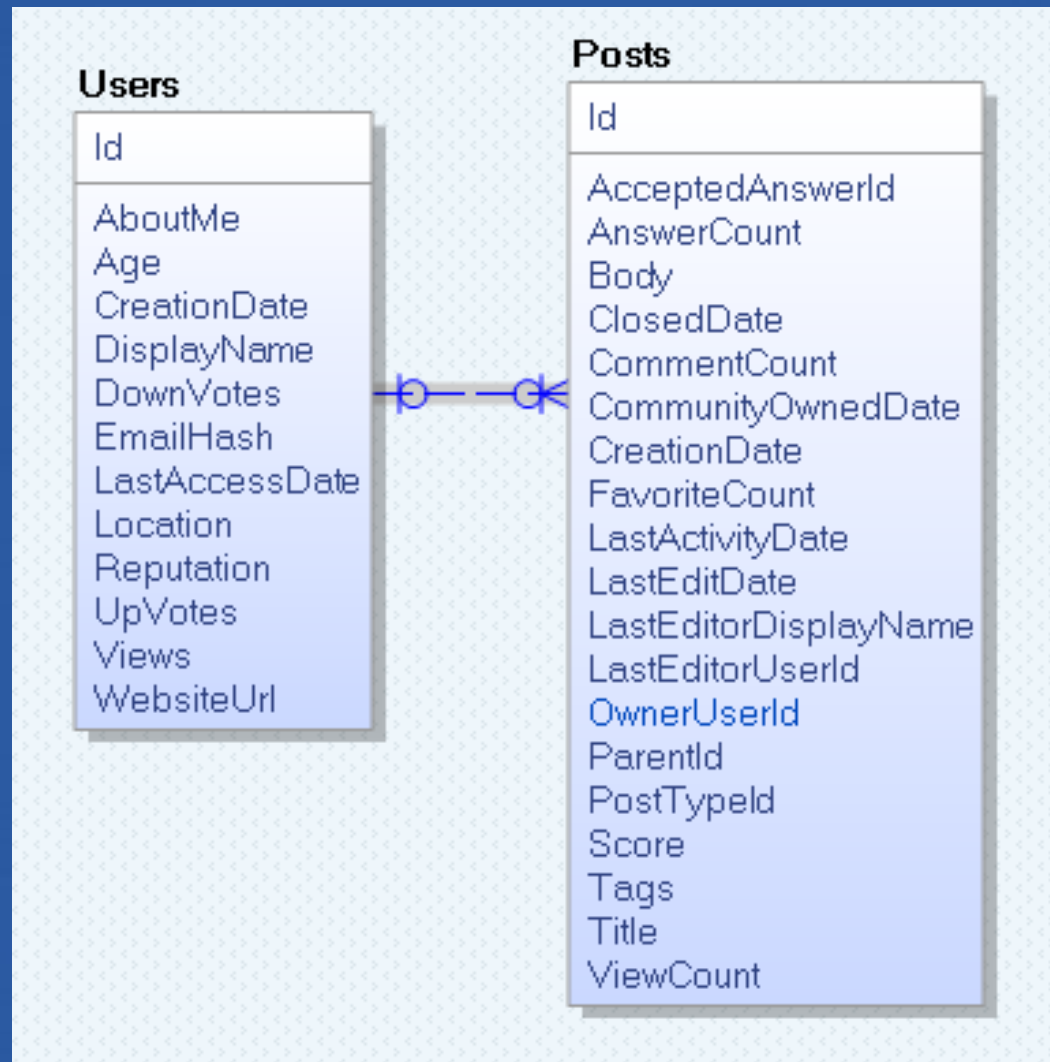 Users
Id
AboutMe
Age
CreationDate
DisplayName
DownVotes
EmailHash
LastAccessDate
Location
Reputation
UpVotes
Views
WebsiteUrl
Posts
Id
AcceptedAnswerId
AnswerCount
Body
ClosedDate
CommentCount
CommunityOwnedDate
CreationDate
FavoriteCount
LastActivityDate
LastEditDate
LastEditorDisplayName
LastEditorUserId
OwnerUserId
ParentId
PostTypeId
Score
Tags
Title
ViewCount